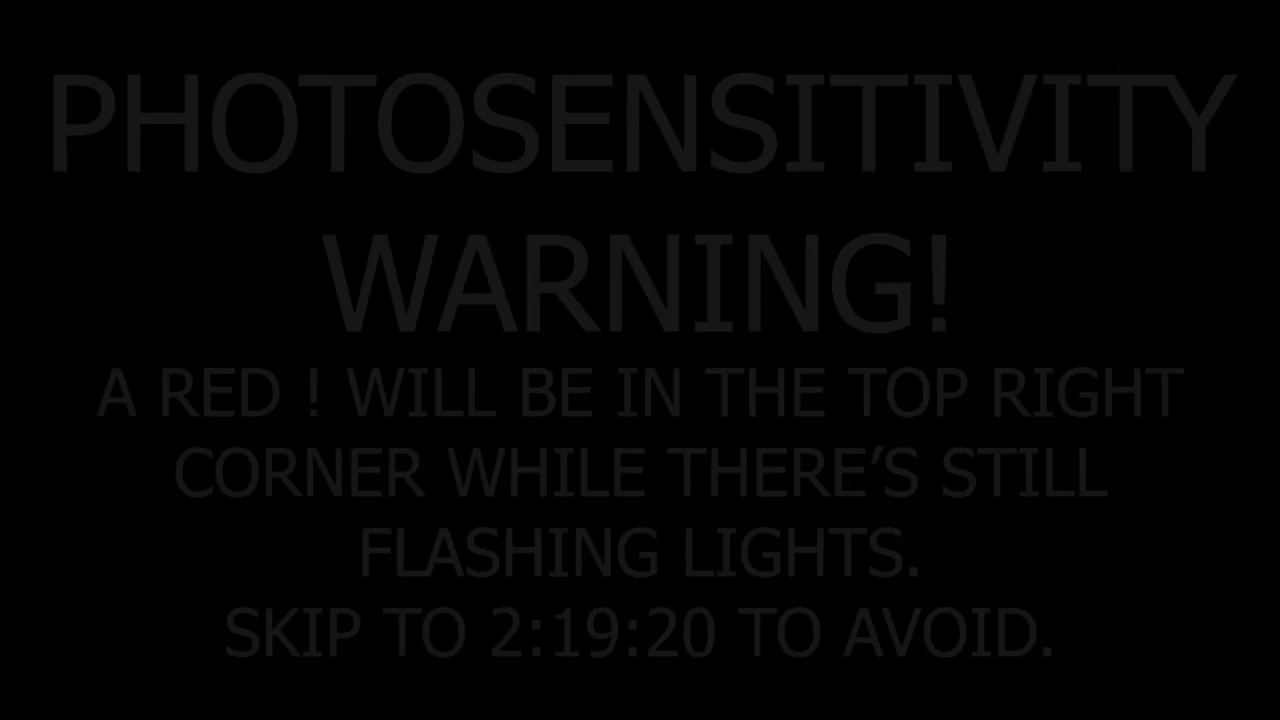 PHOTOSENSITIVITY
WARNING!
A RED ! WILL BE IN THE TOP RIGHT
CORNER WHILE THERE’S STILL
FLASHING LIGHTS.
SKIP TO 2:19:20 TO AVOID.